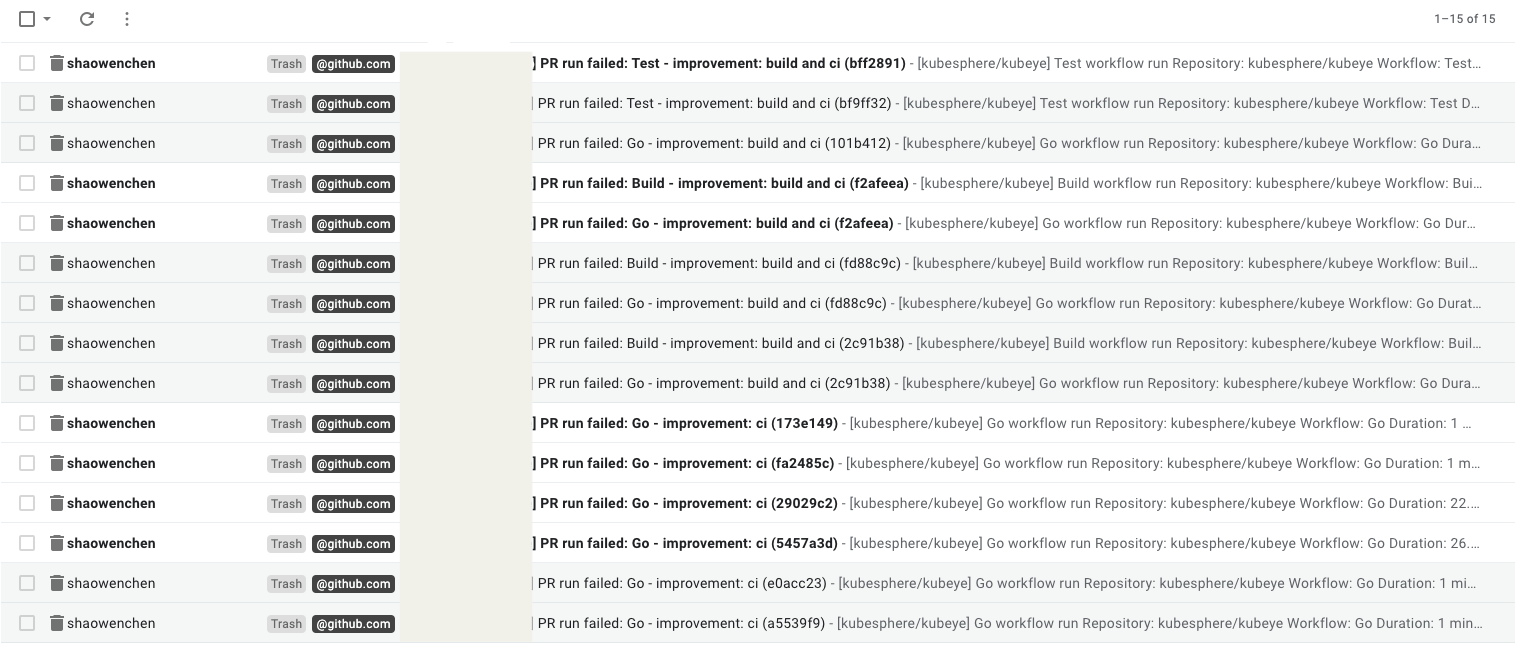 1–15 of 15
shaowenchen Trash @github.com ] PR run failed: Test - improvement: build and ci (bff2891) - [kubesphere/kubeye] Test workflow run Repository: kubesphere/kubeye Workflow: Test…
shaowenchen Trash @github.com ] PR run failed: Test - improvement: build and ci (bf9ff32) - [kubesphere/kubeye] Test workflow run Repository: kubesphere/kubeye Workflow: Test D…
shaowenchen Trash @github.com ] PR run failed: Go - improvement: build and ci (101b412) - [kubesphere/kubeye] Go workflow run Repository: kubesphere/kubeye Workflow: Go Dura…
shaowenchen Trash @github.com ] PR run failed: Build - improvement: build and ci (f2afeea) - [kubesphere/kubeye] Build workflow run Repository: kubesphere/kubeye Workflow: Bui…
shaowenchen Trash @github.com ] PR run failed: Go - improvement: build and ci (f2afeea) - [kubesphere/kubeye] Go workflow run Repository: kubesphere/kubeye Workflow: Go Dur…
shaowenchen Trash @github.com ] PR run failed: Build - improvement: build and ci (fd88c9c) - [kubesphere/kubeye] Build workflow run Repository: kubesphere/kubeye Workflow: Buil…
shaowenchen Trash @github.com ] PR run failed: Go - improvement: build and ci (fd88c9c) - [kubesphere/kubeye] Go workflow run Repository: kubesphere/kubeye Workflow: Go Durat…
shaowenchen Trash @github.com ] PR run failed: Build - improvement: build and ci (2c91b38) - [kubesphere/kubeye] Build workflow run Repository: kubesphere/kubeye Workflow: Buil…
shaowenchen Trash @github.com ] PR run failed: Go - improvement: build and ci (2c91b38) - [kubesphere/kubeye] Go workflow run Repository: kubesphere/kubeye Workflow: Go Dura…
shaowenchen Trash @github.com ] PR run failed: Go - improvement: ci (173e149) - [kubesphere/kubeye] Go workflow run Repository: kubesphere/kubeye Workflow: Go Duration: 1 …
shaowenchen Trash @github.com ] PR run failed: Go - improvement: ci (fa2485c) - [kubesphere/kubeye] Go workflow run Repository: kubesphere/kubeye Workflow: Go Duration: 1 m…
shaowenchen Trash @github.com ] PR run failed: Go - improvement: ci (29029c2) - [kubesphere/kubeye] Go workflow run Repository: kubesphere/kubeye Workflow: Go Duration: 22.…
shaowenchen Trash @github.com ] PR run failed: Go - improvement: ci (5457a3d) - [kubesphere/kubeye] Go workflow run Repository: kubesphere/kubeye Workflow: Go Duration: 26.…
shaowenchen Trash @github.com ] PR run failed: Go - improvement: ci (e0acc23) - [kubesphere/kubeye] Go workflow run Repository: kubesphere/kubeye Workflow: Go Duration: 1 mi…
shaowenchen Trash @github.com ] PR run failed: Go - improvement: ci (a5539f9) - [kubesphere/kubeye] Go workflow run Repository: kubesphere/kubeye Workflow: Go Duration: 1 min…